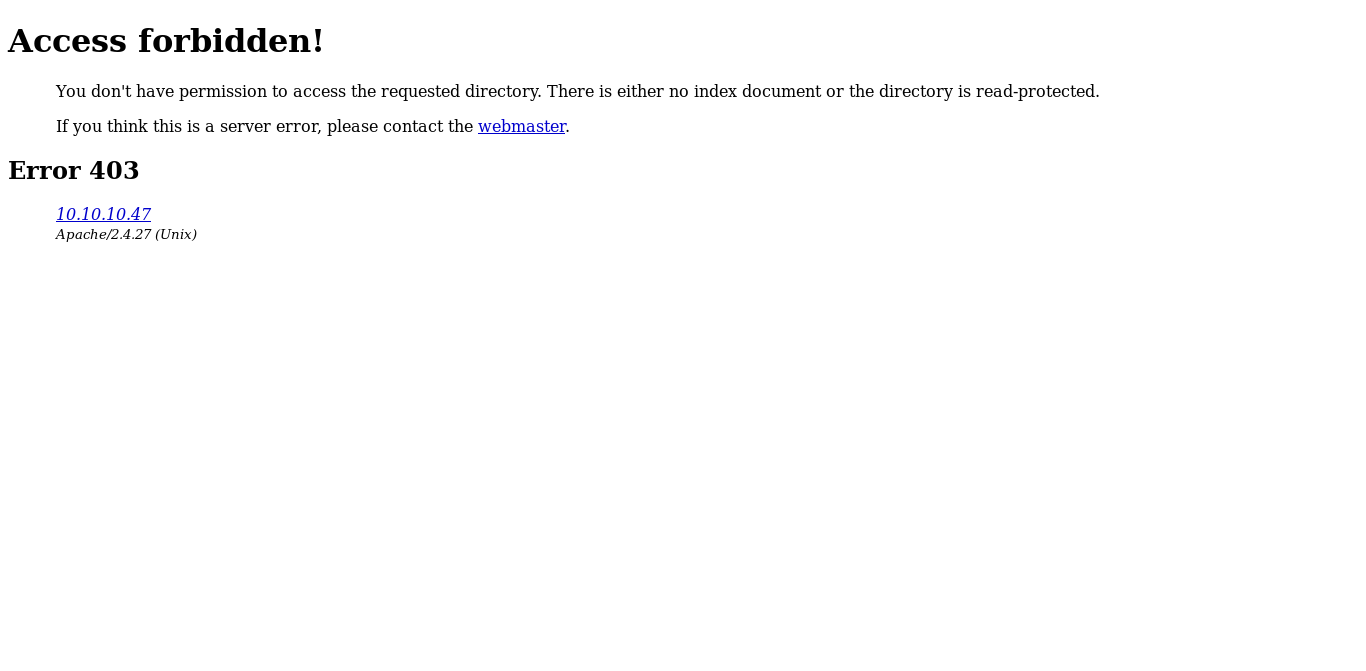 Access forbidden!
You don't have permission to access the requested directory. There is either no index document or the directory is read-protected.
If you think this is a server error, please contact the webmaster.
Error 403
10.10.10.47
Apache/2.4.27 (Unix)